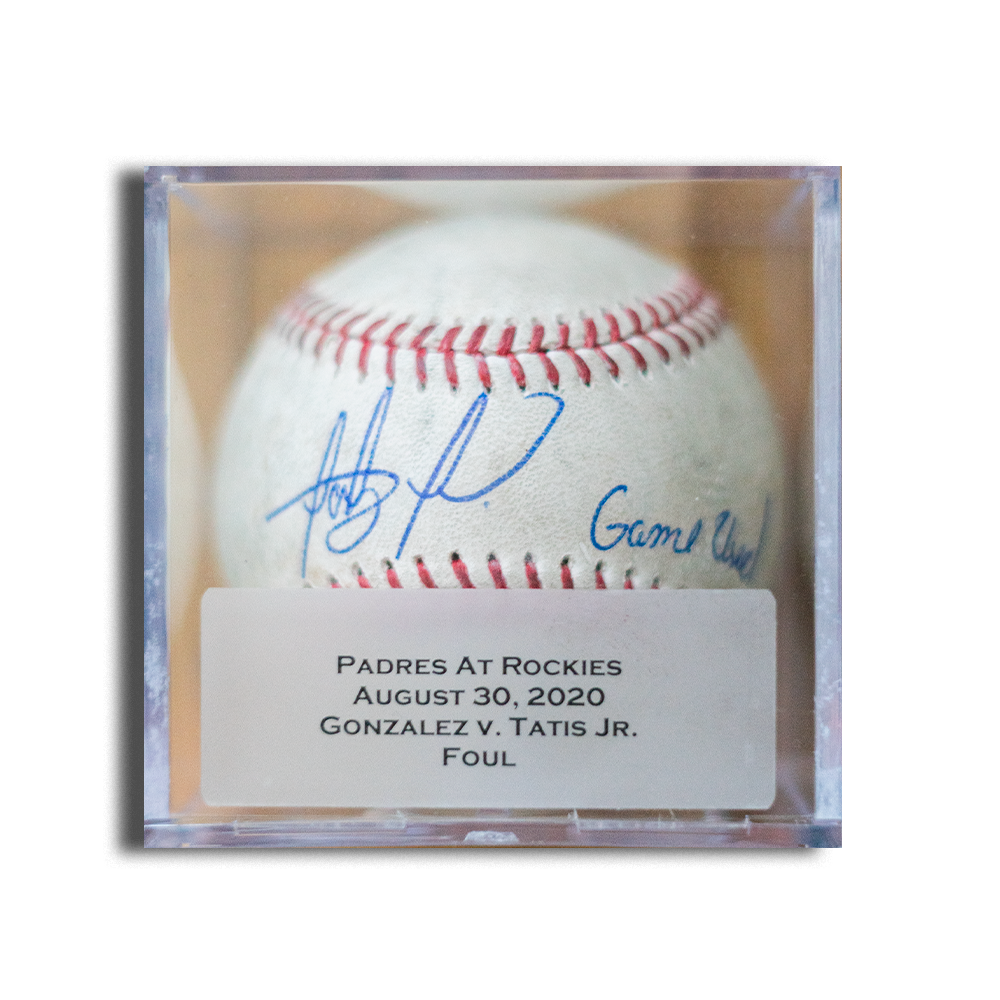 Game Used
PADRES AT ROCKIES
AUGUST 30, 2020
GONZALEZ V. TATIS JR.
FOUL